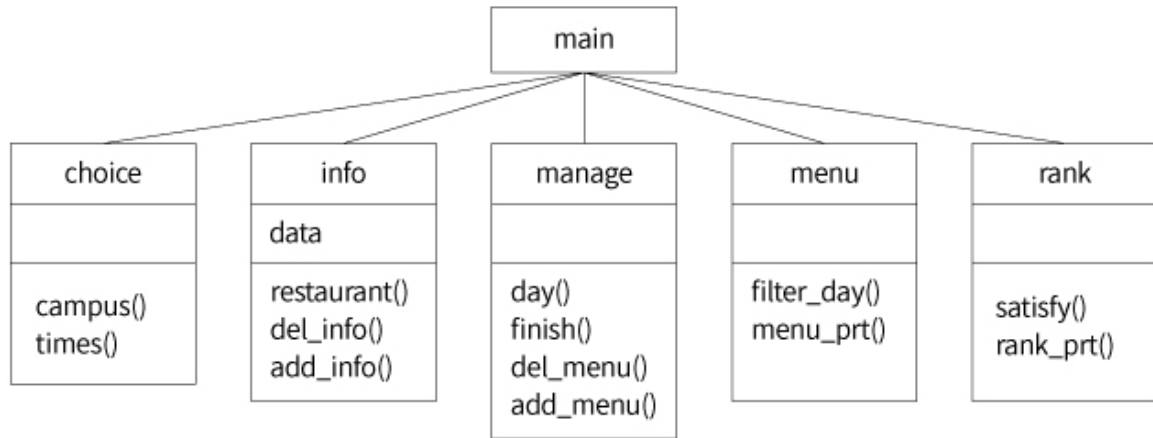 main
choice
campus()
times()
info
data
restaurant()
del_info()
add_info()
manage
day()
finish()
del_menu()
add_menu()
menu
filter_day()
menu_prt()
rank
satisfy()
rank_prt()